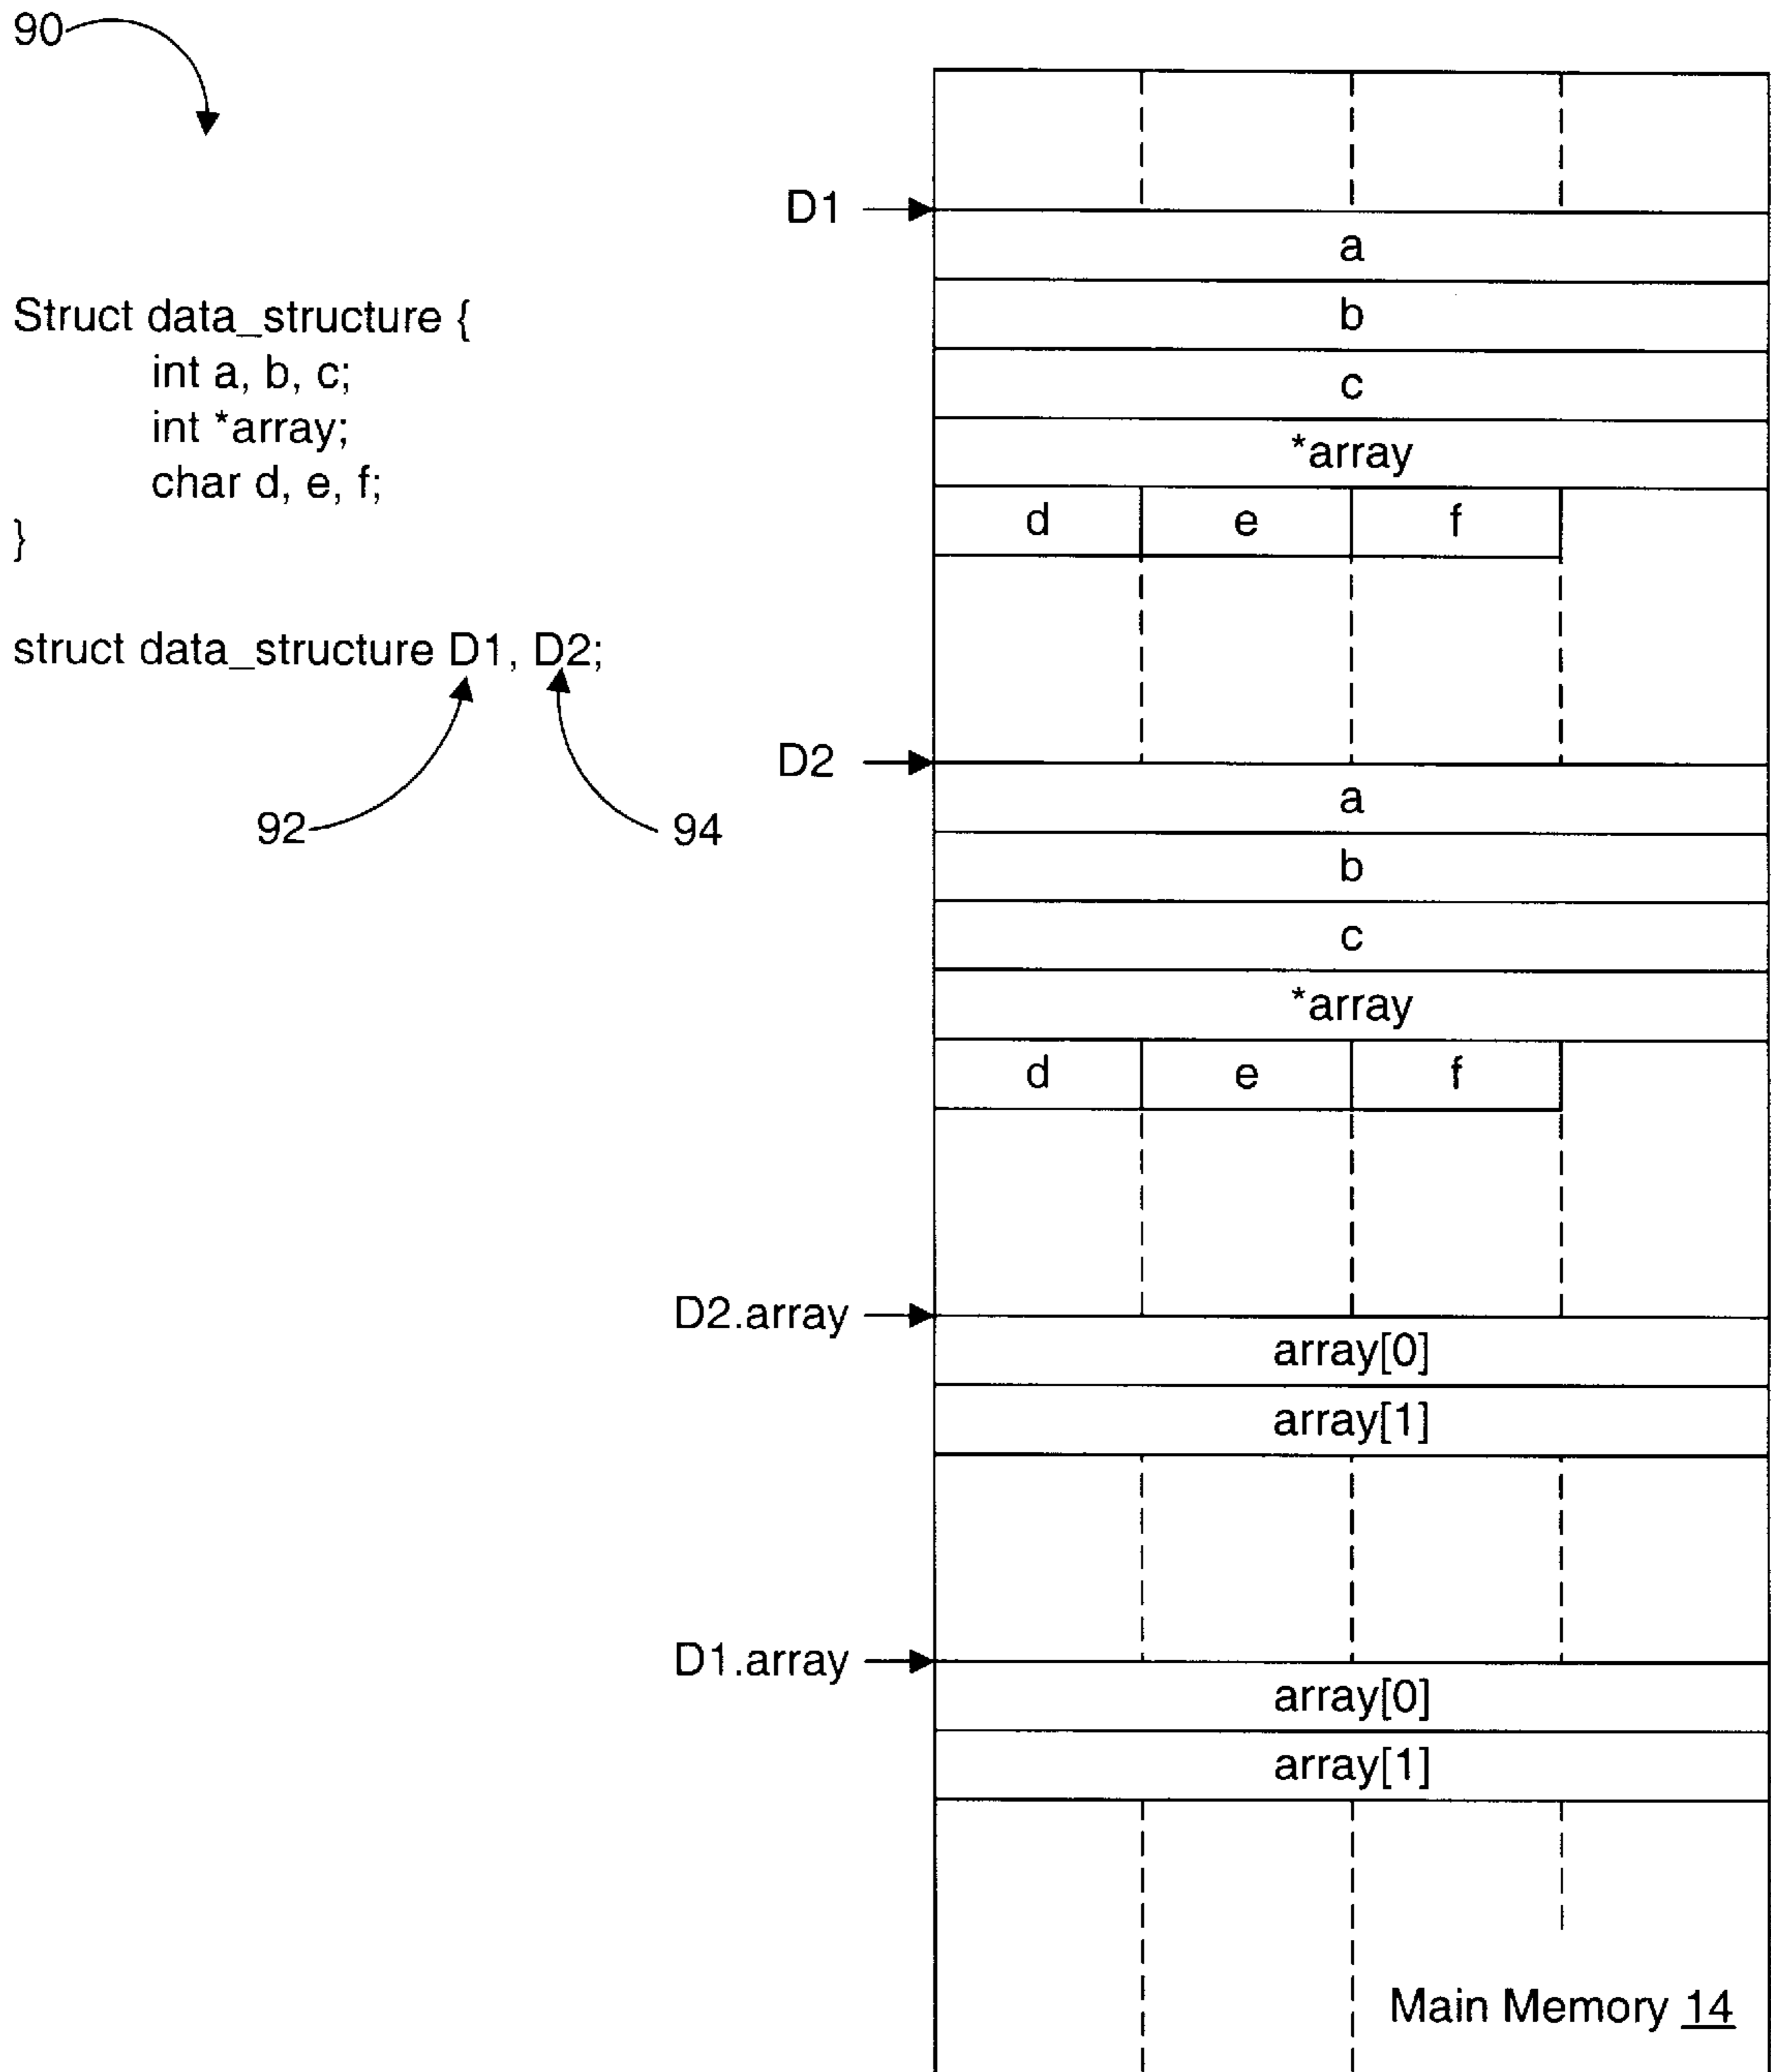 90
Struct data_structure {
int a, b, c;
int *array;
char d, e, f;
}
struct data_structure D1, D2;
92
94
D1
a
b
c
*array
d e f
D2
a
b
c
*array
d e f
D2.array
array[0]
array[1]
D1.array
array[0]
array[1]
Main Memory 14